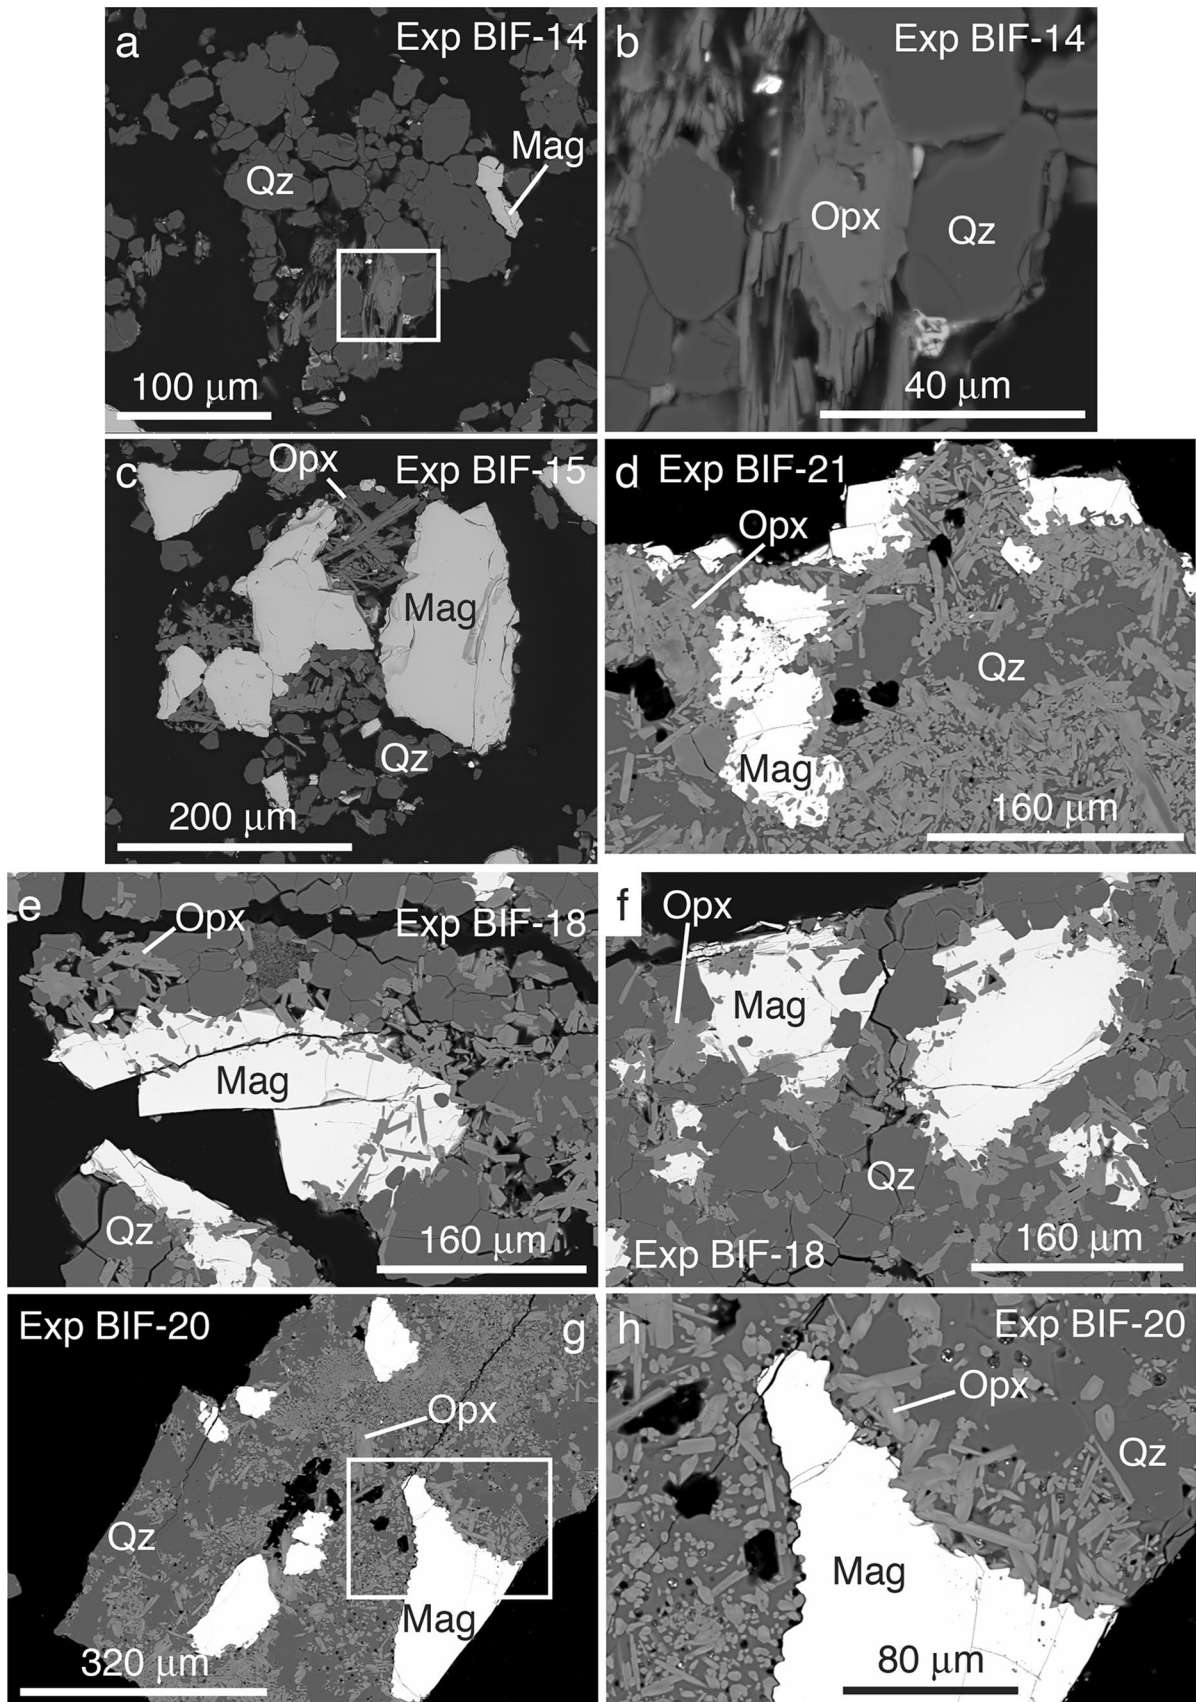 a
Exp BIF-14
Mag
Qz
100 μm
b
Exp BIF-14
Opx
Qz
40 μm
c
Opx
Exp BIF-15
Mag
Qz
200 μm
d
Exp BIF-21
Opx
Qz
Mag
160 μm
e
Opx
Exp BIF-18
Mag
Qz
160 μm
f
Opx
Mag
Qz
Exp BIF-18
160 μm
Exp BIF-20
g
Opx
Qz
Mag
320 μm
h
Exp BIF-20
Opx
Qz
Mag
80 μm